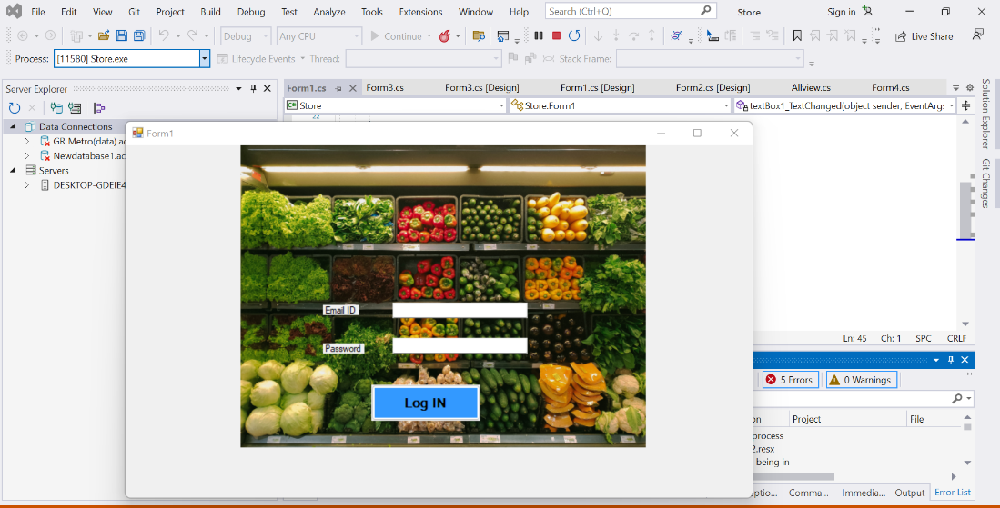 File Edit View Git Project Build Debug Test Analyze Tools Extensions Window Help Search (Ctrl+Q) Store Sign in
Debug Any CPU Continue Live Share
Process: [11580] Store.exe Lifecycle Events Thread: Stack Frame:
Server Explorer
Form1.cs Form3.cs Form3.cs [Design] Form1.cs [Design] Form2.cs [Design] Allview.cs Form4.cs
Store Store.Form1 textBox1_TextChanged(object sender, EventArgs
22
Data Connections
GR Metro(data).ac
Newdatabase1.ac
Servers
DESKTOP-GDEIE4
Form1
Email ID
Password
Log IN
Solution Explorer
Git Changes
Ln: 45 Ch: 1 SPC CRLF
5 Errors 0 Warnings
on Project File
process
2.resx
being in
ptio... Comma... Immedia... Output Error List